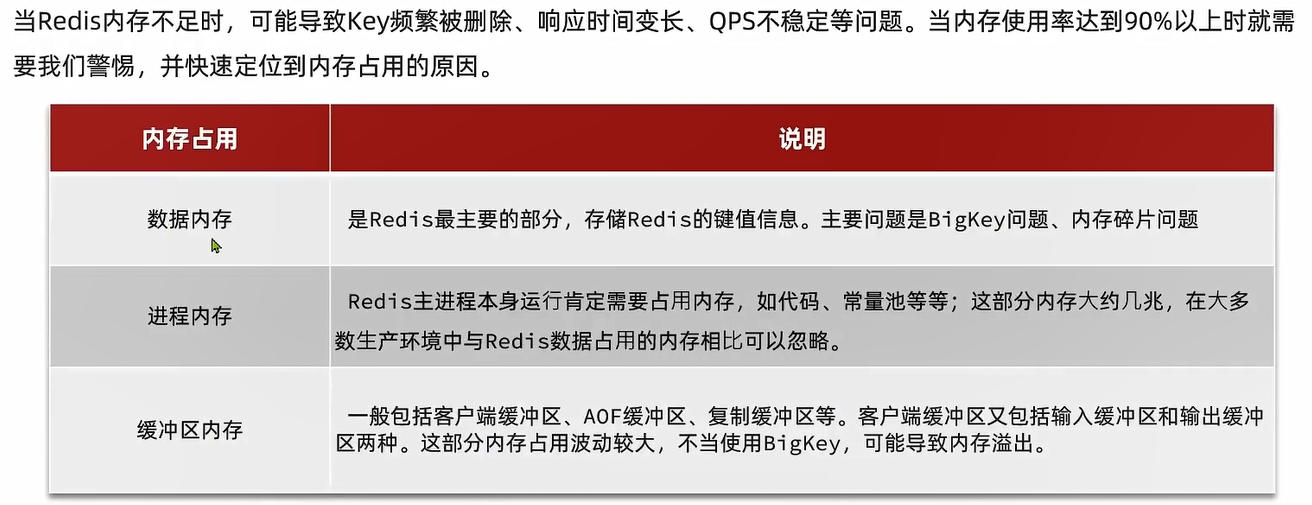 当Redis内存不足时，可能导致Key频繁被删除、响应时间变长、QPS不稳定等问题。当内存使用率达到90%以上时就需
要我们警惕，并快速定位到内存占用的原因。
内存占用
说明
数据内存
是Redis最主要的部分，存储Redis的键值信息。主要问题是BigKey问题、内存碎片问题
进程内存
Redis主进程本身运行肯定需要占用内存，如代码、常量池等等；这部分内存大约几兆，在大多
数生产环境中与Redis数据占用的内存相比可以忽略。
缓冲区内存
一般包括客户端缓冲区、AOF缓冲区、复制缓冲区等。客户端缓冲区又包括输入缓冲区和输出缓冲
区两种。这部分内存占用波动较大，不当使用BigKey，可能导致内存溢出。